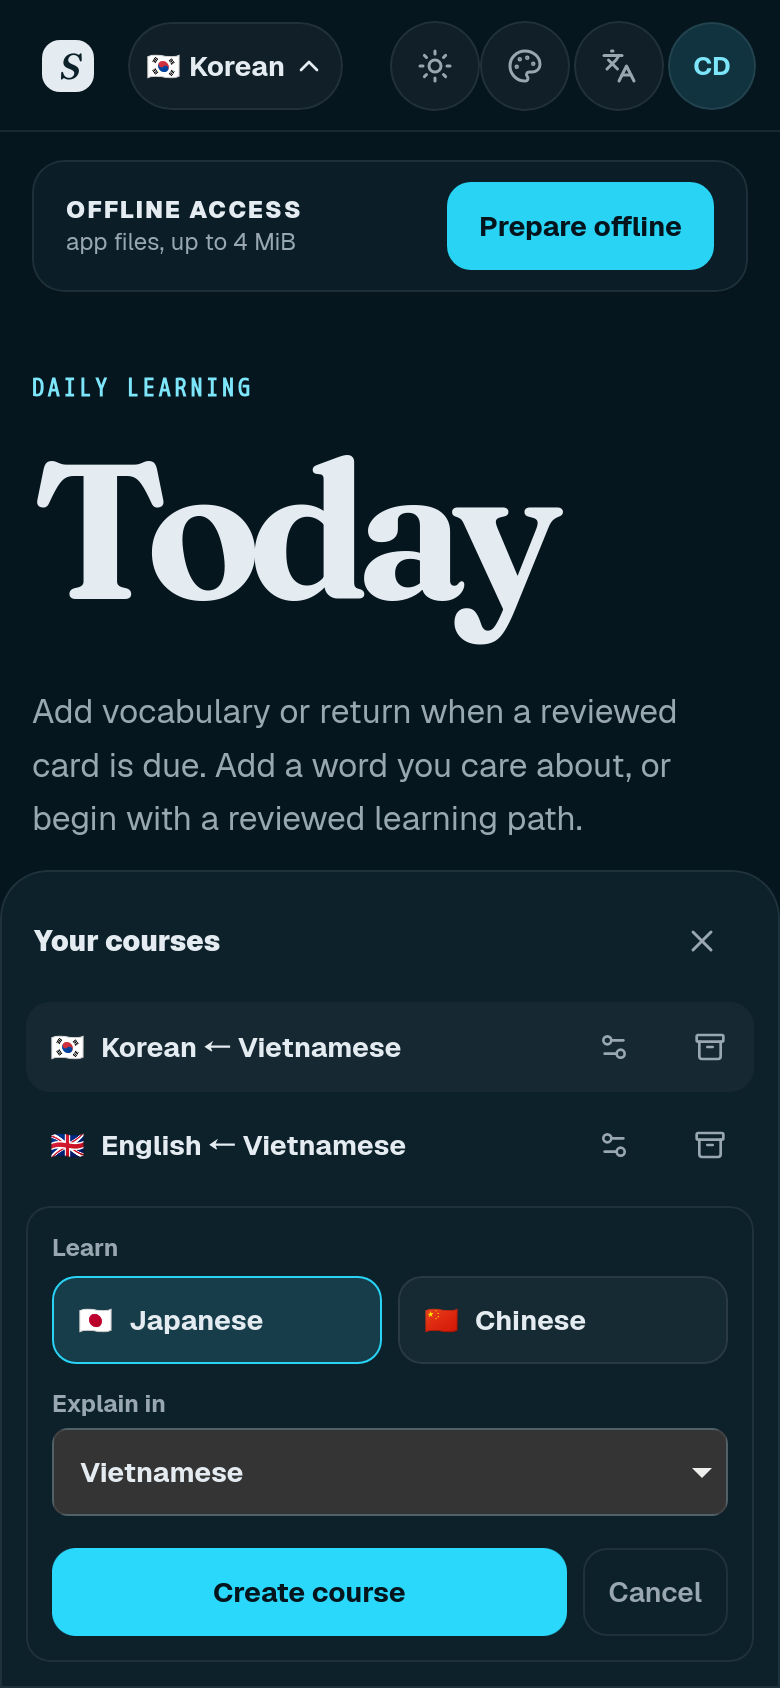 S
Korean
CD
OFFLINE ACCESS
app files, up to 4 MiB
Prepare offline
DAILY LEARNING
Today
Add vocabulary or return when a reviewed
card is due. Add a word you care about, or
begin with a reviewed learning path.
Your courses
Korean ← Vietnamese
English ← Vietnamese
Learn
Japanese
Chinese
Explain in
Vietnamese
Create course
Cancel